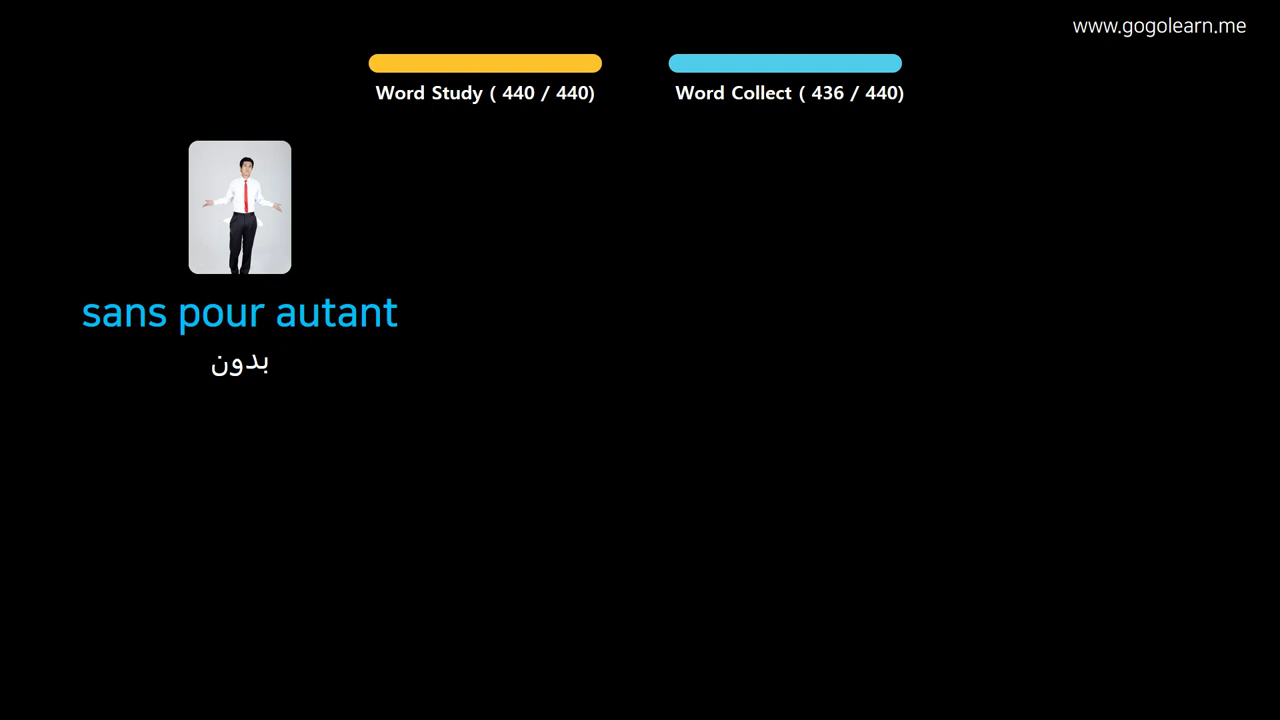 www.gogolearn.me
Word Study ( 440 / 440)
Word Collect ( 436 / 440)
sans pour autant
بدون